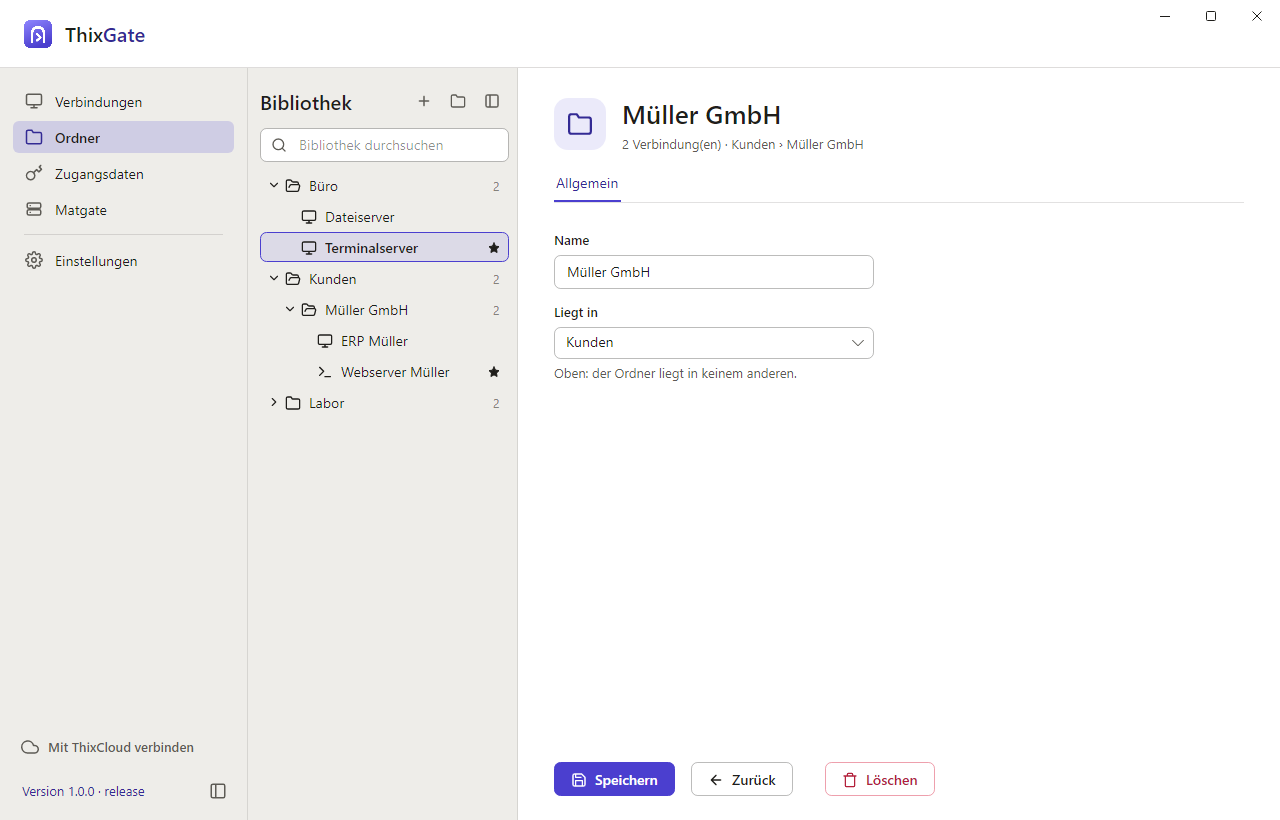 ThixGate
Verbindungen
Ordner
Zugangsdaten
Matgate
Einstellungen
Mit ThixCloud verbinden
Version 1.0.0 · release
Bibliothek
Bibliothek durchsuchen
Büro 2
Dateiserver
Terminalserver
Kunden 2
Müller GmbH 2
ERP Müller
Webserver Müller
Labor 2
Müller GmbH
2 Verbindung(en) · Kunden › Müller GmbH
Allgemein
Name
Müller GmbH
Liegt in
Kunden
Oben: der Ordner liegt in keinem anderen.
Speichern
Zurück
Löschen